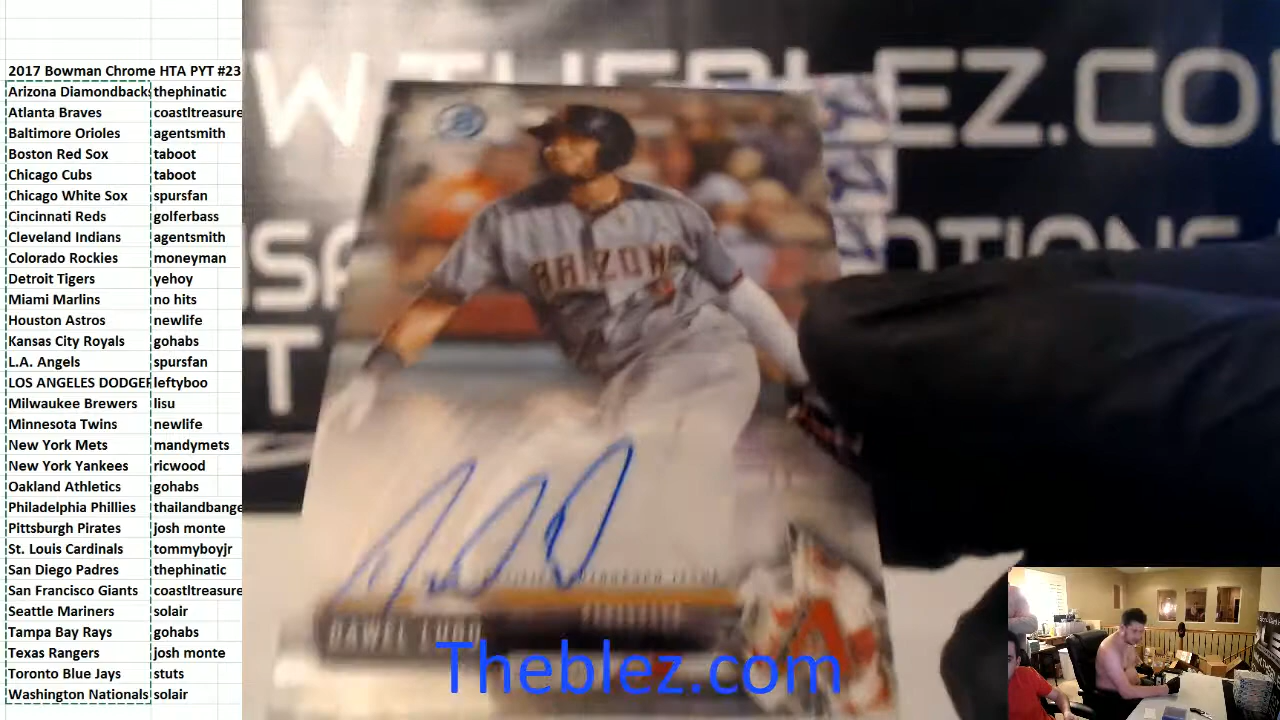 2017 Bowman Chrome HTA PYT #23
Arizona Diamondbacks thephinatic
Atlanta Braves coastltreasure
Baltimore Orioles agentsmith
Boston Red Sox taboot
Chicago Cubs taboot
Chicago White Sox spursfan
Cincinnati Reds golferbass
Cleveland Indians agentsmith
Colorado Rockies moneyman
Detroit Tigers yehoy
Miami Marlins no hits
Houston Astros newlife
Kansas City Royals gohabs
L.A. Angels spursfan
LOS ANGELES DODGER leftyboo
Milwaukee Brewers lisu
Minnesota Twins newlife
New York Mets mandymets
New York Yankees ricwood
Oakland Athletics gohabs
Philadelphia Phillies thailandbange
Pittsburgh Pirates josh monte
St. Louis Cardinals tommyboyjr
San Diego Padres thephinatic
San Francisco Giants coastltreasure
Seattle Mariners solair
Tampa Bay Rays gohabs
Texas Rangers josh monte
Toronto Blue Jays stuts
Washington Nationals solair
W.THEBLEZ.CO
ARIZONA
DAWEL LUGO
Theblez.com